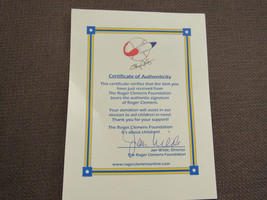 Certificate of Authenticity
This certificate verifies that the item you
have just received from
The Roger Clemens Foundation
bears the authentic signature
of Roger Clemens.
Your donation will assist in our
mission to aid children in need.
Thank you for your support!
The Roger Clemens Foundation
It's about children!
Jan Wilde, Director
The Roger Clemens Foundation
www.rogerclemensonline.com